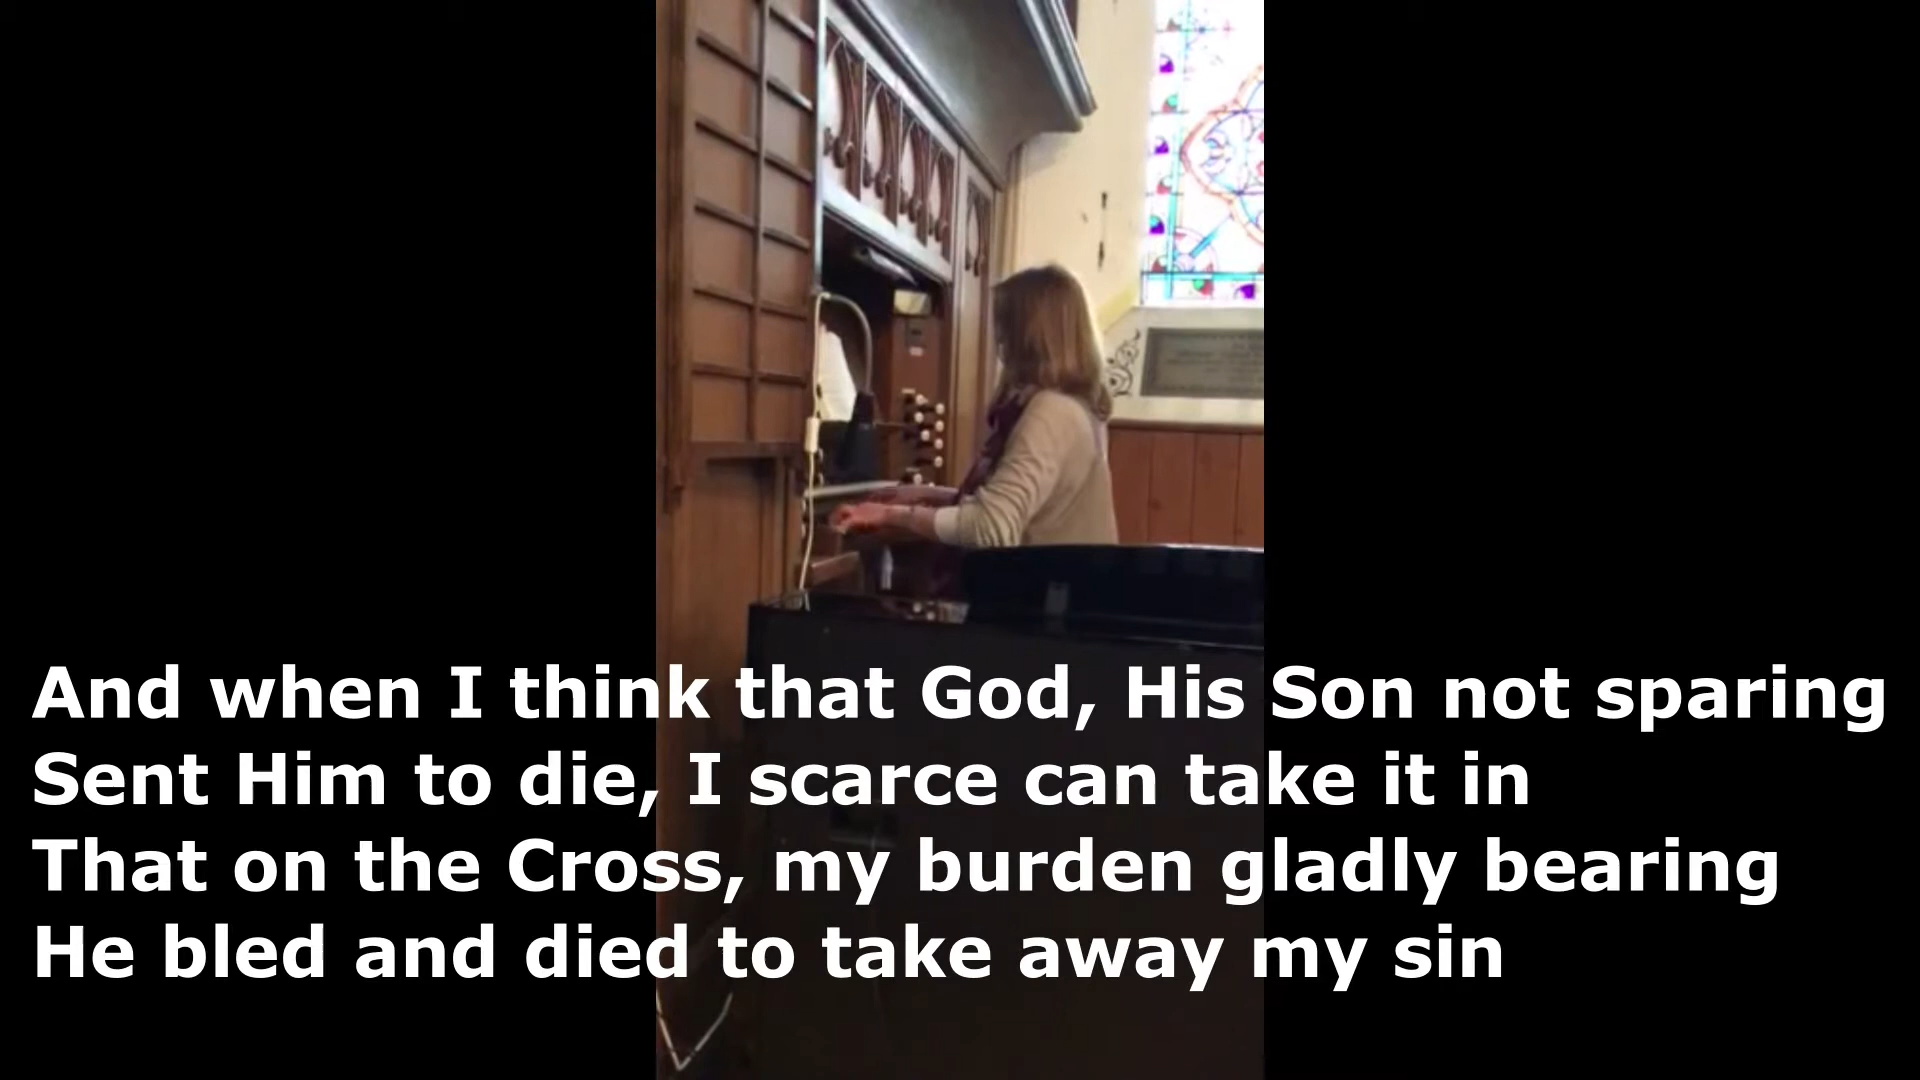 And when I think that God, His Son not sparing
Sent Him to die, I scarce can take it in
That on the Cross, my burden gladly bearing
He bled and died to take away my sin